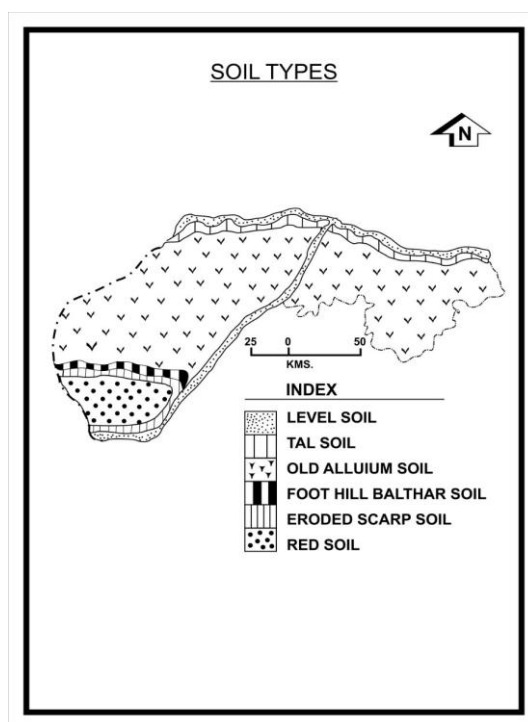 SOIL TYPES
N
25 0 50
KMS.
INDEX
LEVEL SOIL
TAL SOIL
OLD ALLUIUM SOIL
FOOT HILL BALTHAR SOIL
ERODED SCARP SOIL
RED SOIL